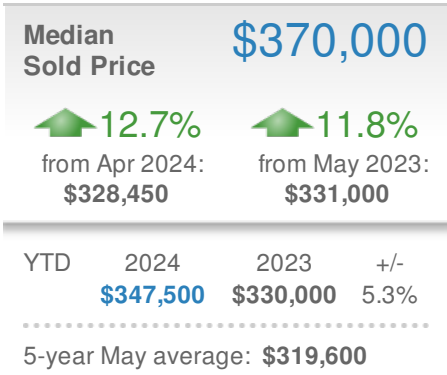 Median $370,000
Sold Price
12.7% 11.8%
from Apr 2024: from May 2023:
$328,450 $331,000
YTD 2024 2023 +/-
$347,500 $330,000 5.3%
5-year May average: $319,600